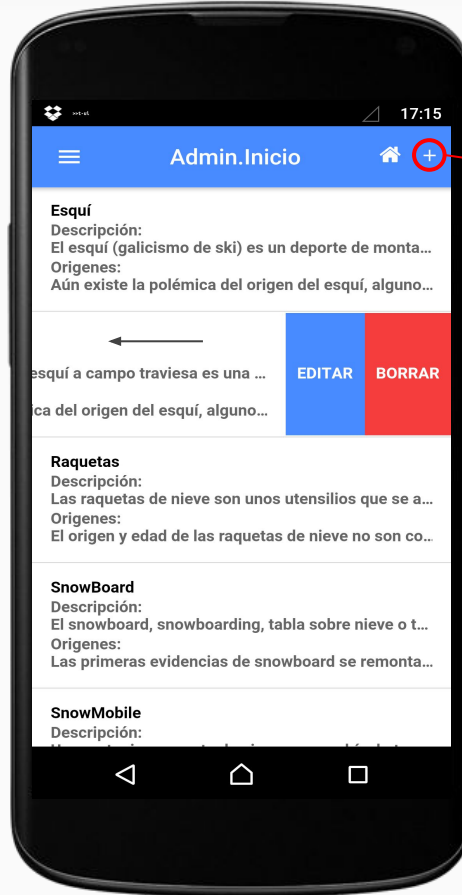 17:15
Admin.Inicio
Esquí
Descripción:
El esquí (galicismo de ski) es un deporte de monta...
Origenes:
Aún existe la polémica del origen del esquí, alguno...
esquí a campo traviesa es una ...
ica del origen del esquí, alguno...
EDITAR BORRAR
Raquetas
Descripción:
Las raquetas de nieve son unos utensilios que se a...
Origenes:
El origen y edad de las raquetas de nieve no son co...
SnowBoard
Descripción:
El snowboard, snowboarding, tabla sobre nieve o t...
Origenes:
Las primeras evidencias de snowboard se remonta...
SnowMobile
Descripción: